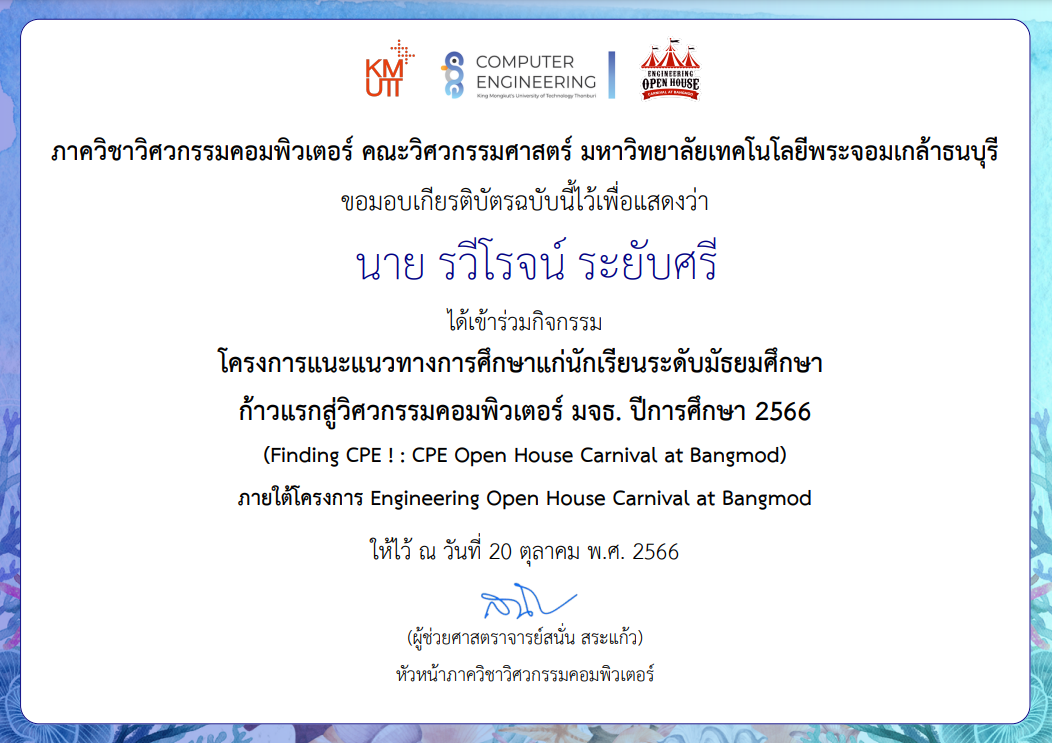 KMUTT
COMPUTER
ENGINEERING
King Mongkut's University of Technology Thonburi
ENGINEERING
OPEN HOUSE
CARNIVAL AT BANGMOD
ภาควิชาวิศวกรรมคอมพิวเตอร์ คณะวิศวกรรมศาสตร์ มหาวิทยาลัยเทคโนโลยีพระจอมเกล้าธนบุรี
ขอมอบเกียรติบัตรฉบับนี้ไว้เพื่อแสดงว่า
นาย รวีโรจน์ ระยับศรี
ได้เข้าร่วมกิจกรรม
โครงการแนะแนวทางการศึกษาแก่นักเรียนระดับมัธยมศึกษา
ก้าวแรกสู่วิศวกรรมคอมพิวเตอร์ มจธ. ปีการศึกษา 2566
(Finding CPE ! : CPE Open House Carnival at Bangmod)
ภายใต้โครงการ Engineering Open House Carnival at Bangmod
ให้ไว้ ณ วันที่ 20 ตุลาคม พ.ศ. 2566
สนั่น
(ผู้ช่วยศาสตราจารย์สนั่น สระแก้ว)
หัวหน้าภาควิชาวิศวกรรมคอมพิวเตอร์